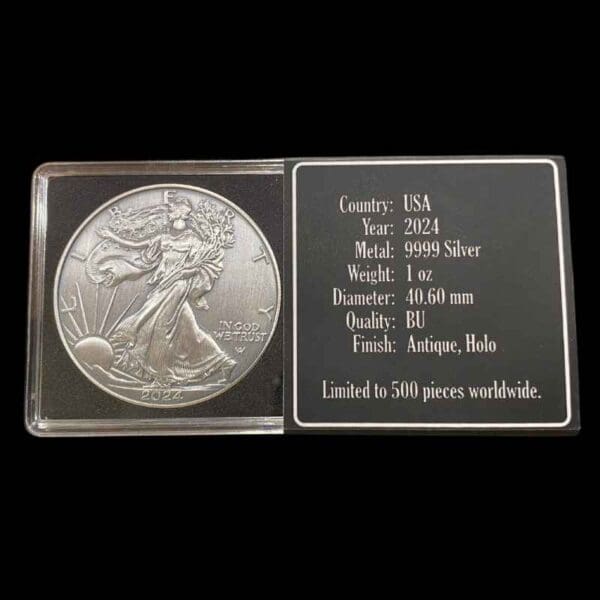 LIBERTY
IN GOD
WE TRUST
2024
Country: USA
Year: 2024
Metal: 9999 Silver
Weight: 1 oz
Diameter: 40.60 mm
Quality: BU
Finish: Antique, Holo
Limited to 500 pieces worldwide.